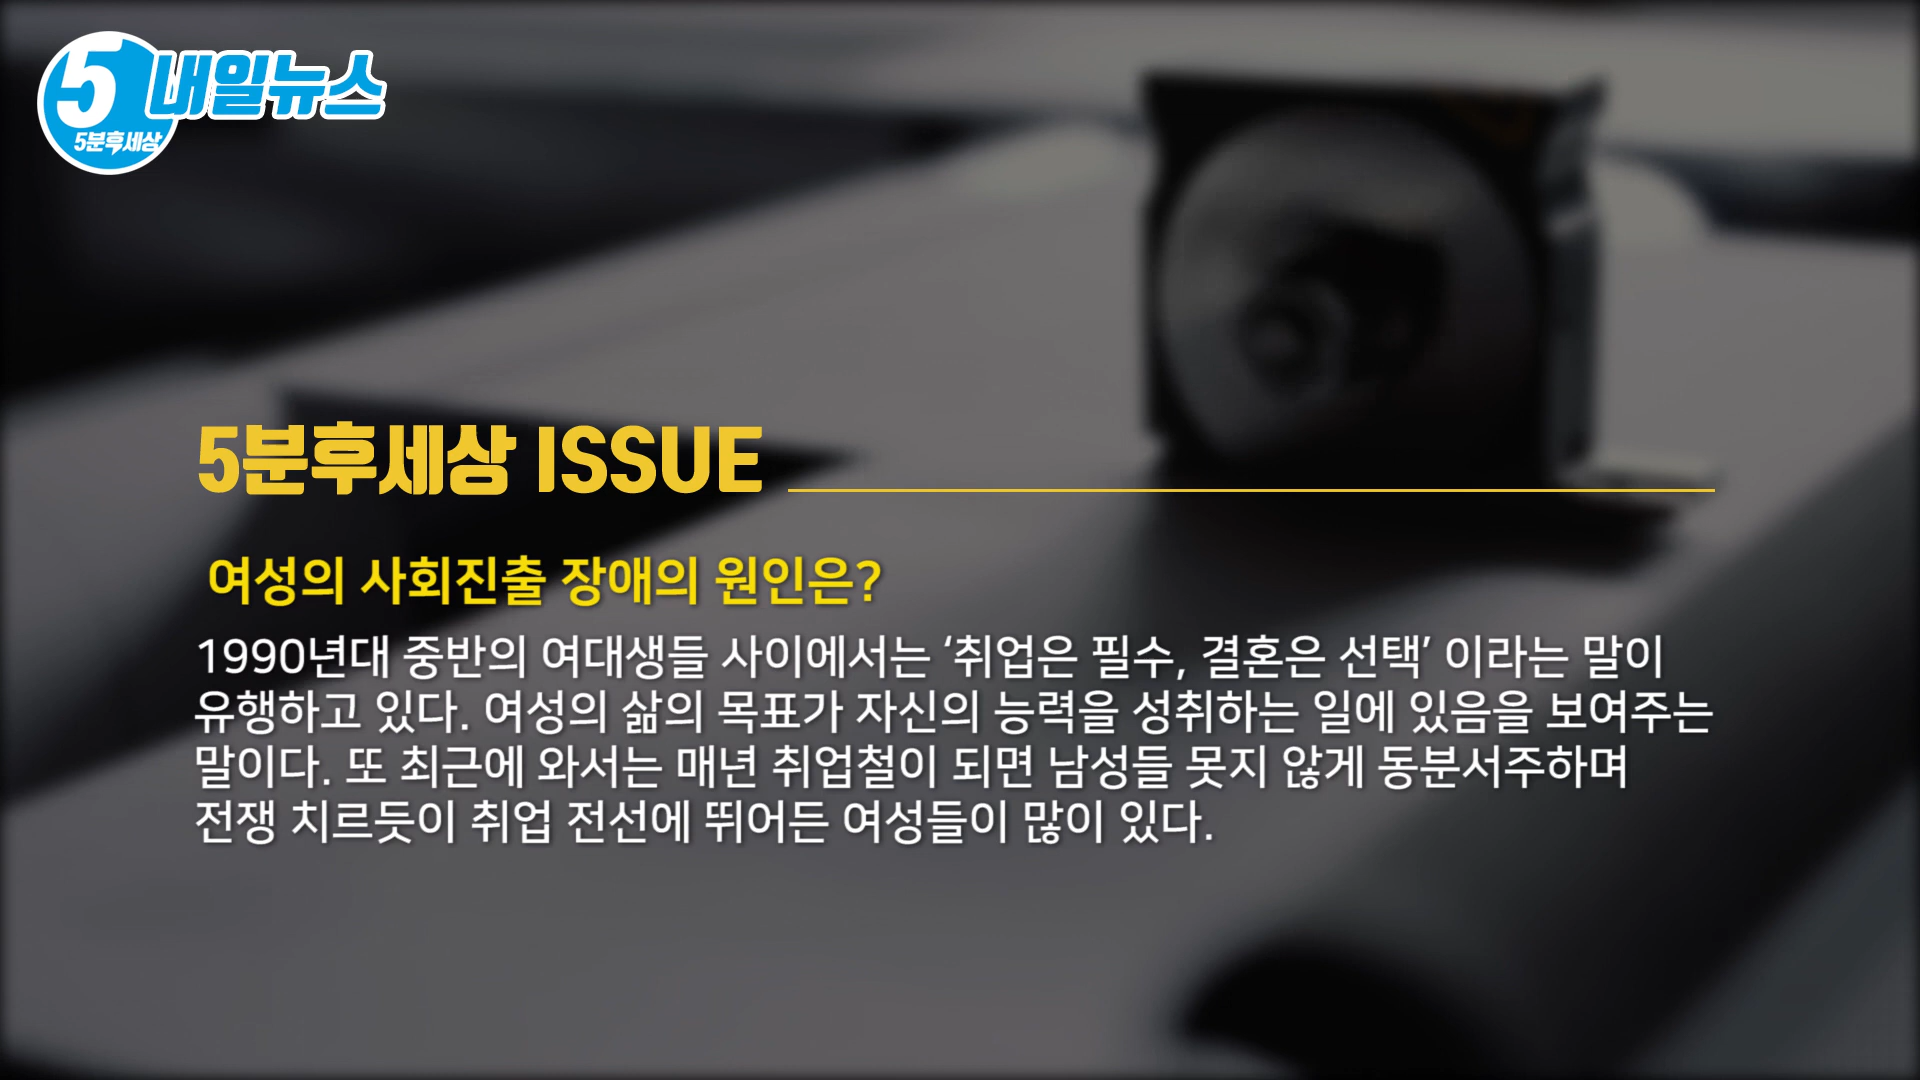 5 내일뉴스
5분후세상
5분후세상 ISSUE
여성의 사회진출 장애의 원인은?
1990년대 중반의 여대생들 사이에서는 ‘취업은 필수, 결혼은 선택’ 이라는 말이
유행하고 있다. 여성의 삶의 목표가 자신의 능력을 성취하는 일에 있음을 보여주는
말이다. 또 최근에 와서는 매년 취업철이 되면 남성들 못지 않게 동분서주하며
전쟁 치르듯이 취업 전선에 뛰어든 여성들이 많이 있다.